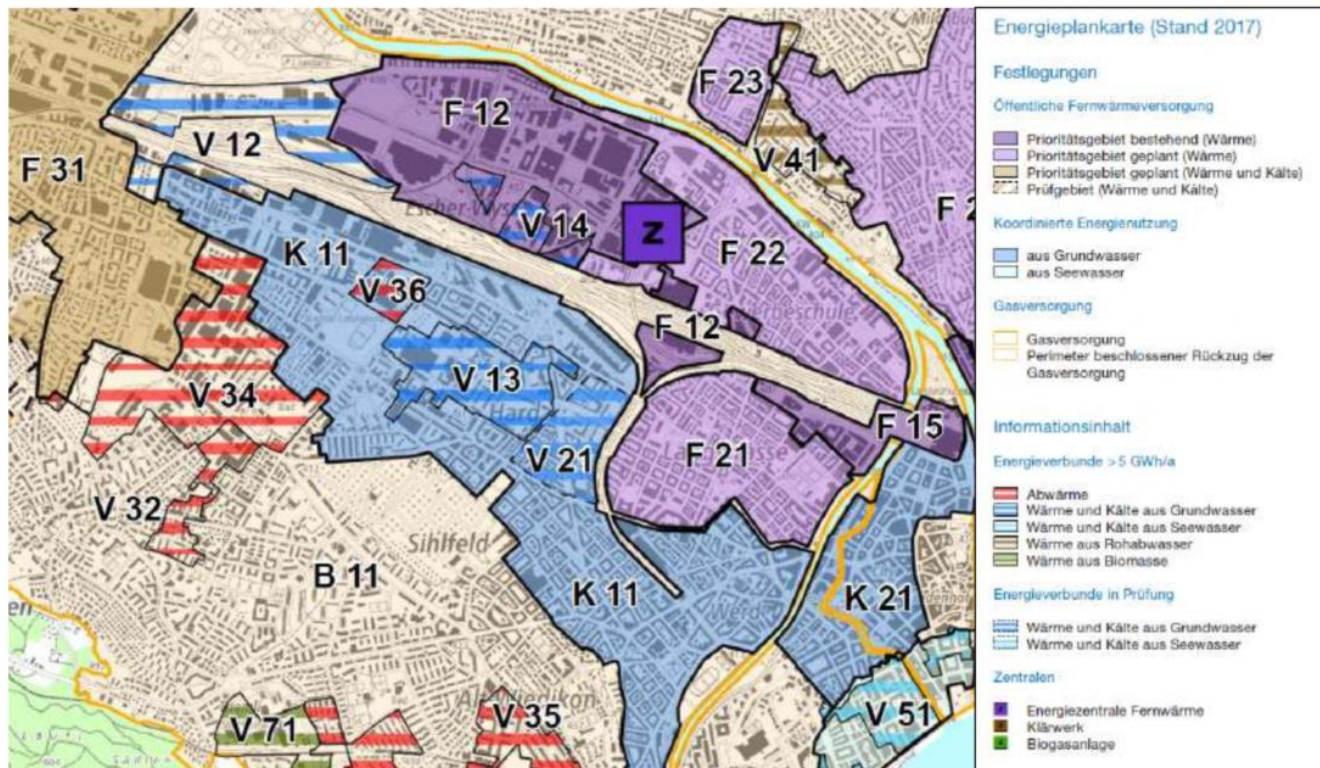 F 23
F 12
V 12
V 41
F 31
Escher-Wyss
V 14
Z
F 2
K 11
F 22
V 36
F 12
V 13
Hard
V 34
F 15
V 21
F 21
V 32
Sihlfeld
B 11
K 11
K 21
V 71
V 35
V 51
Energieplankarte (Stand 2017)
Festlegungen
Öffentliche Fernwärmeversorgung
Prioritätsgebiet bestehend (Wärme)
Prioritätsgebiet geplant (Wärme)
Prioritätsgebiet geplant (Wärme und Kälte)
Prüfgebiet (Wärme und Kälte)
Koordinierte Energienutzung
aus Grundwasser
aus Seewasser
Gasversorgung
Gasversorgung
Perimeter beschlossener Rückzug der
Gasversorgung
Informationsinhalt
Energieverbunde > 5 GWh/a
Abwärme
Wärme und Kälte aus Grundwasser
Wärme und Kälte aus Seewasser
Wärme aus Rohabwasser
Wärme aus Biomasse
Energieverbunde in Prüfung
Wärme und Kälte aus Grundwasser
Wärme und Kälte aus Seewasser
Zentralen
Energiezentrale Fernwärme
Klärwerk
Biogasanlage